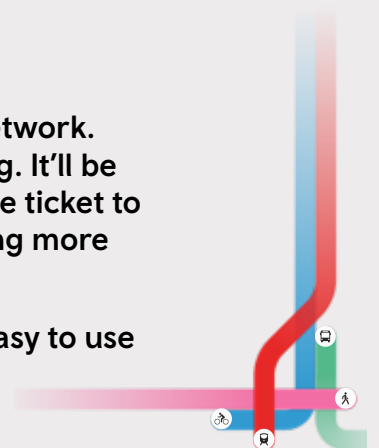 twork.
g. It’ll be
e ticket to
ng more
asy to use